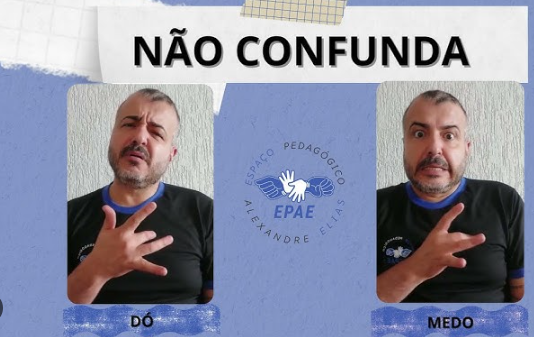 NÃO CONFUNDA
ESPAÇO PEDAGÓGICO
EPAE
ALEXANDRE ELIAS
DÓ
MEDO